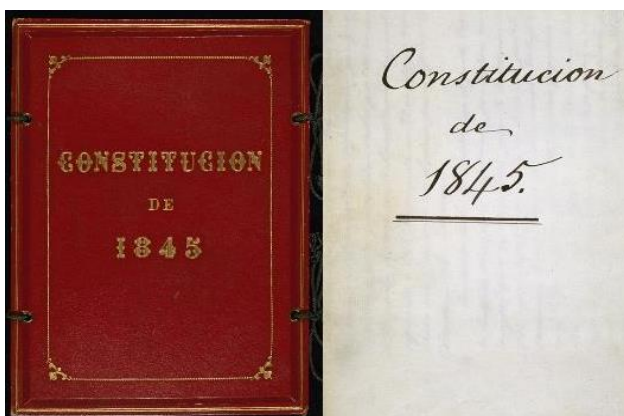 CONSTITUCION
DE
1845
Constitucion
de
1845.